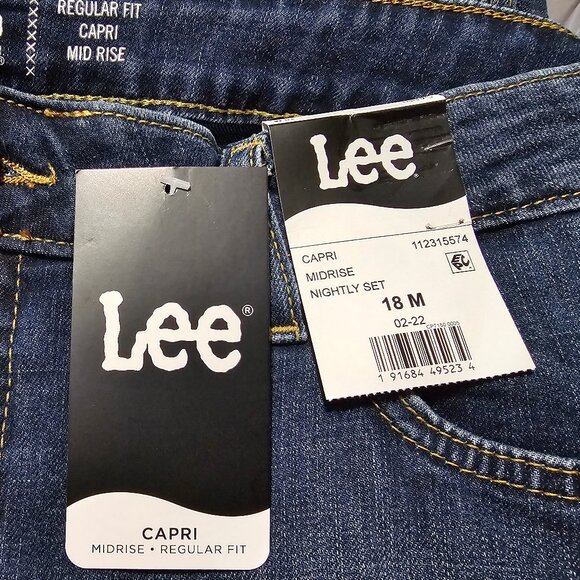 REGULAR FIT
CAPRI
MID RISE
Lee
CAPRI
112315574
MIDRISE
NIGHTLY SET
18 M
02-22
1 91684 49523 4
Lee®
CAPRI
MIDRISE • REGULAR FIT